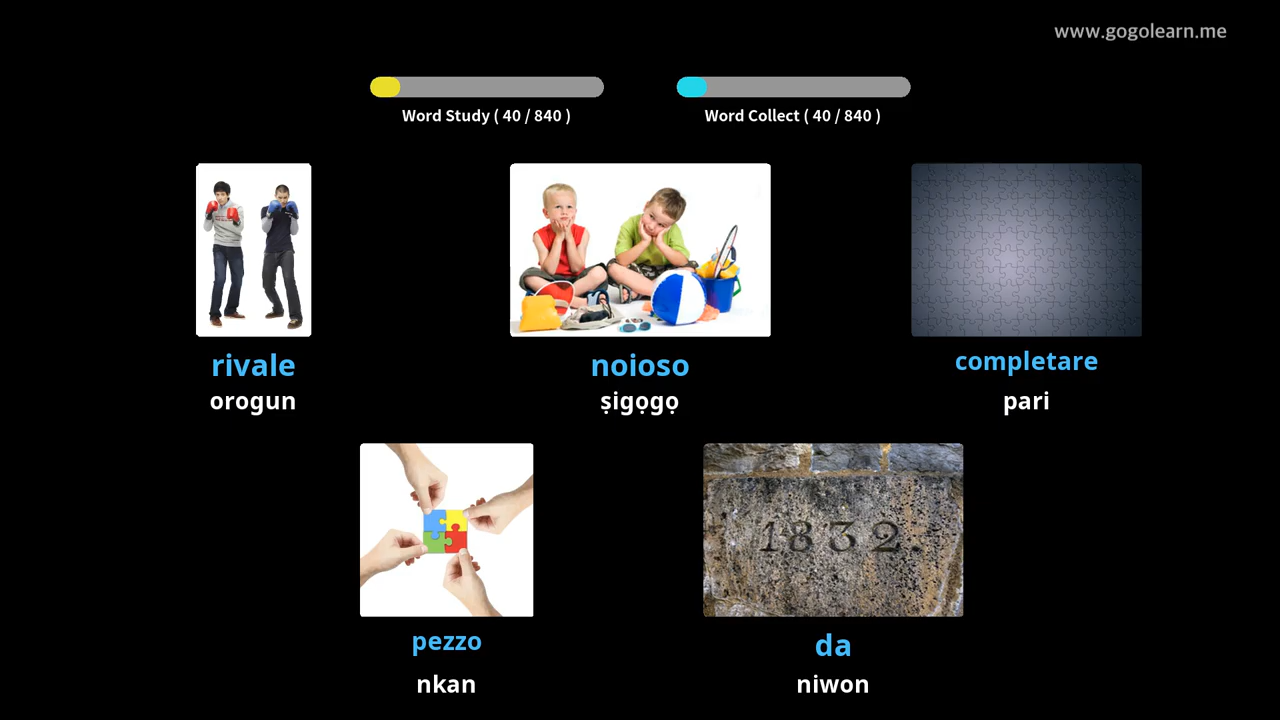 www.gogolearn.me
Word Study ( 40 / 840 )
Word Collect ( 40 / 840 )
rivale
orogun
noioso
ṣigọgọ
completare
pari
1832.
pezzo
nkan
da
niwon